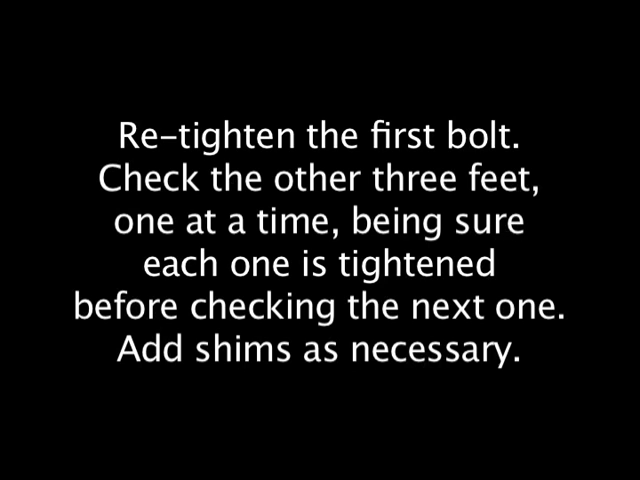 Re-tighten the first bolt.
Check the other three feet,
one at a time, being sure
each one is tightened
before checking the next one.
Add shims as necessary.